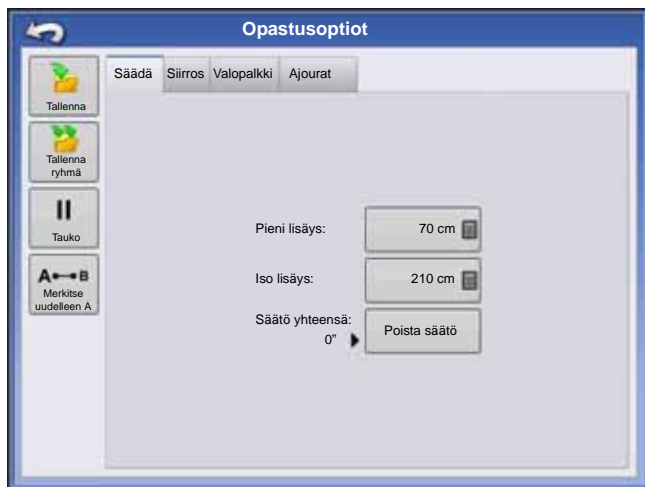 Opastusoptiot
Säädä Siirros Valopalkki Ajourat
Tallenna
Tallenna
ryhmä
Tauko
A B
Merkitse
uudelleen A
Pieni lisäys: 70 cm
Iso lisäys: 210 cm
Säätö yhteensä:
0" Poista säätö